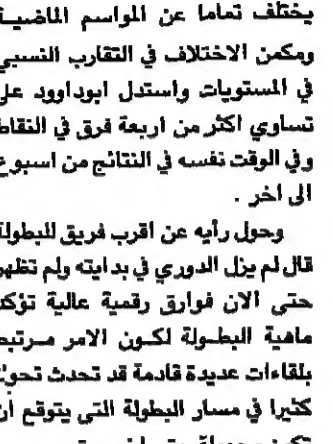 يختلف تماما عن المواسم الماضية
ومكمن الاختلاف في التقارب النسبي
في المستويات واستدل ابوداوود على
تساوي اكثر من اربعة فرق في النقاط
وفي الوقت نفسه في النتائج من اسبوع
الى اخر .
وحول رأيه عن اقرب فريق للبطولة
قال لم يزل الدوري في بدايته ولم تظهر
حتى الان فوارق رقمية عالية تؤكد
ماهية البطولة لكون الامر مرتبط
بلقاءات عديدة قادمة قد تحدث تحولا
كثيرا في مسار البطولة التي يتوقع أن